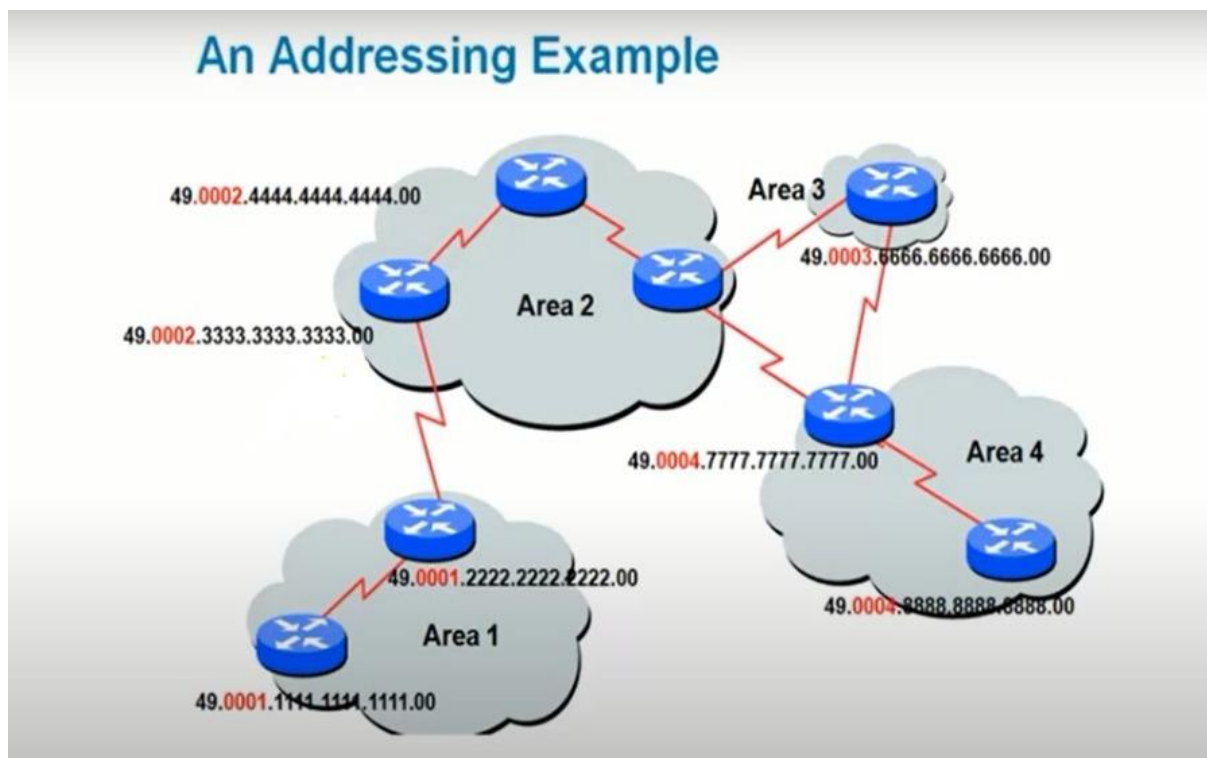 An Addressing Example
49.0002.4444.4444.4444.00
Area 3
49.0003.6666.6666.6666.00
Area 2
49.0002.3333.3333.3333.00
49.0004.7777.7777.7777.00
Area 4
49.0001.2222.2222.2222.00
49.0004.8888.8888.8888.00
Area 1
49.0001.1111.1111.1111.00